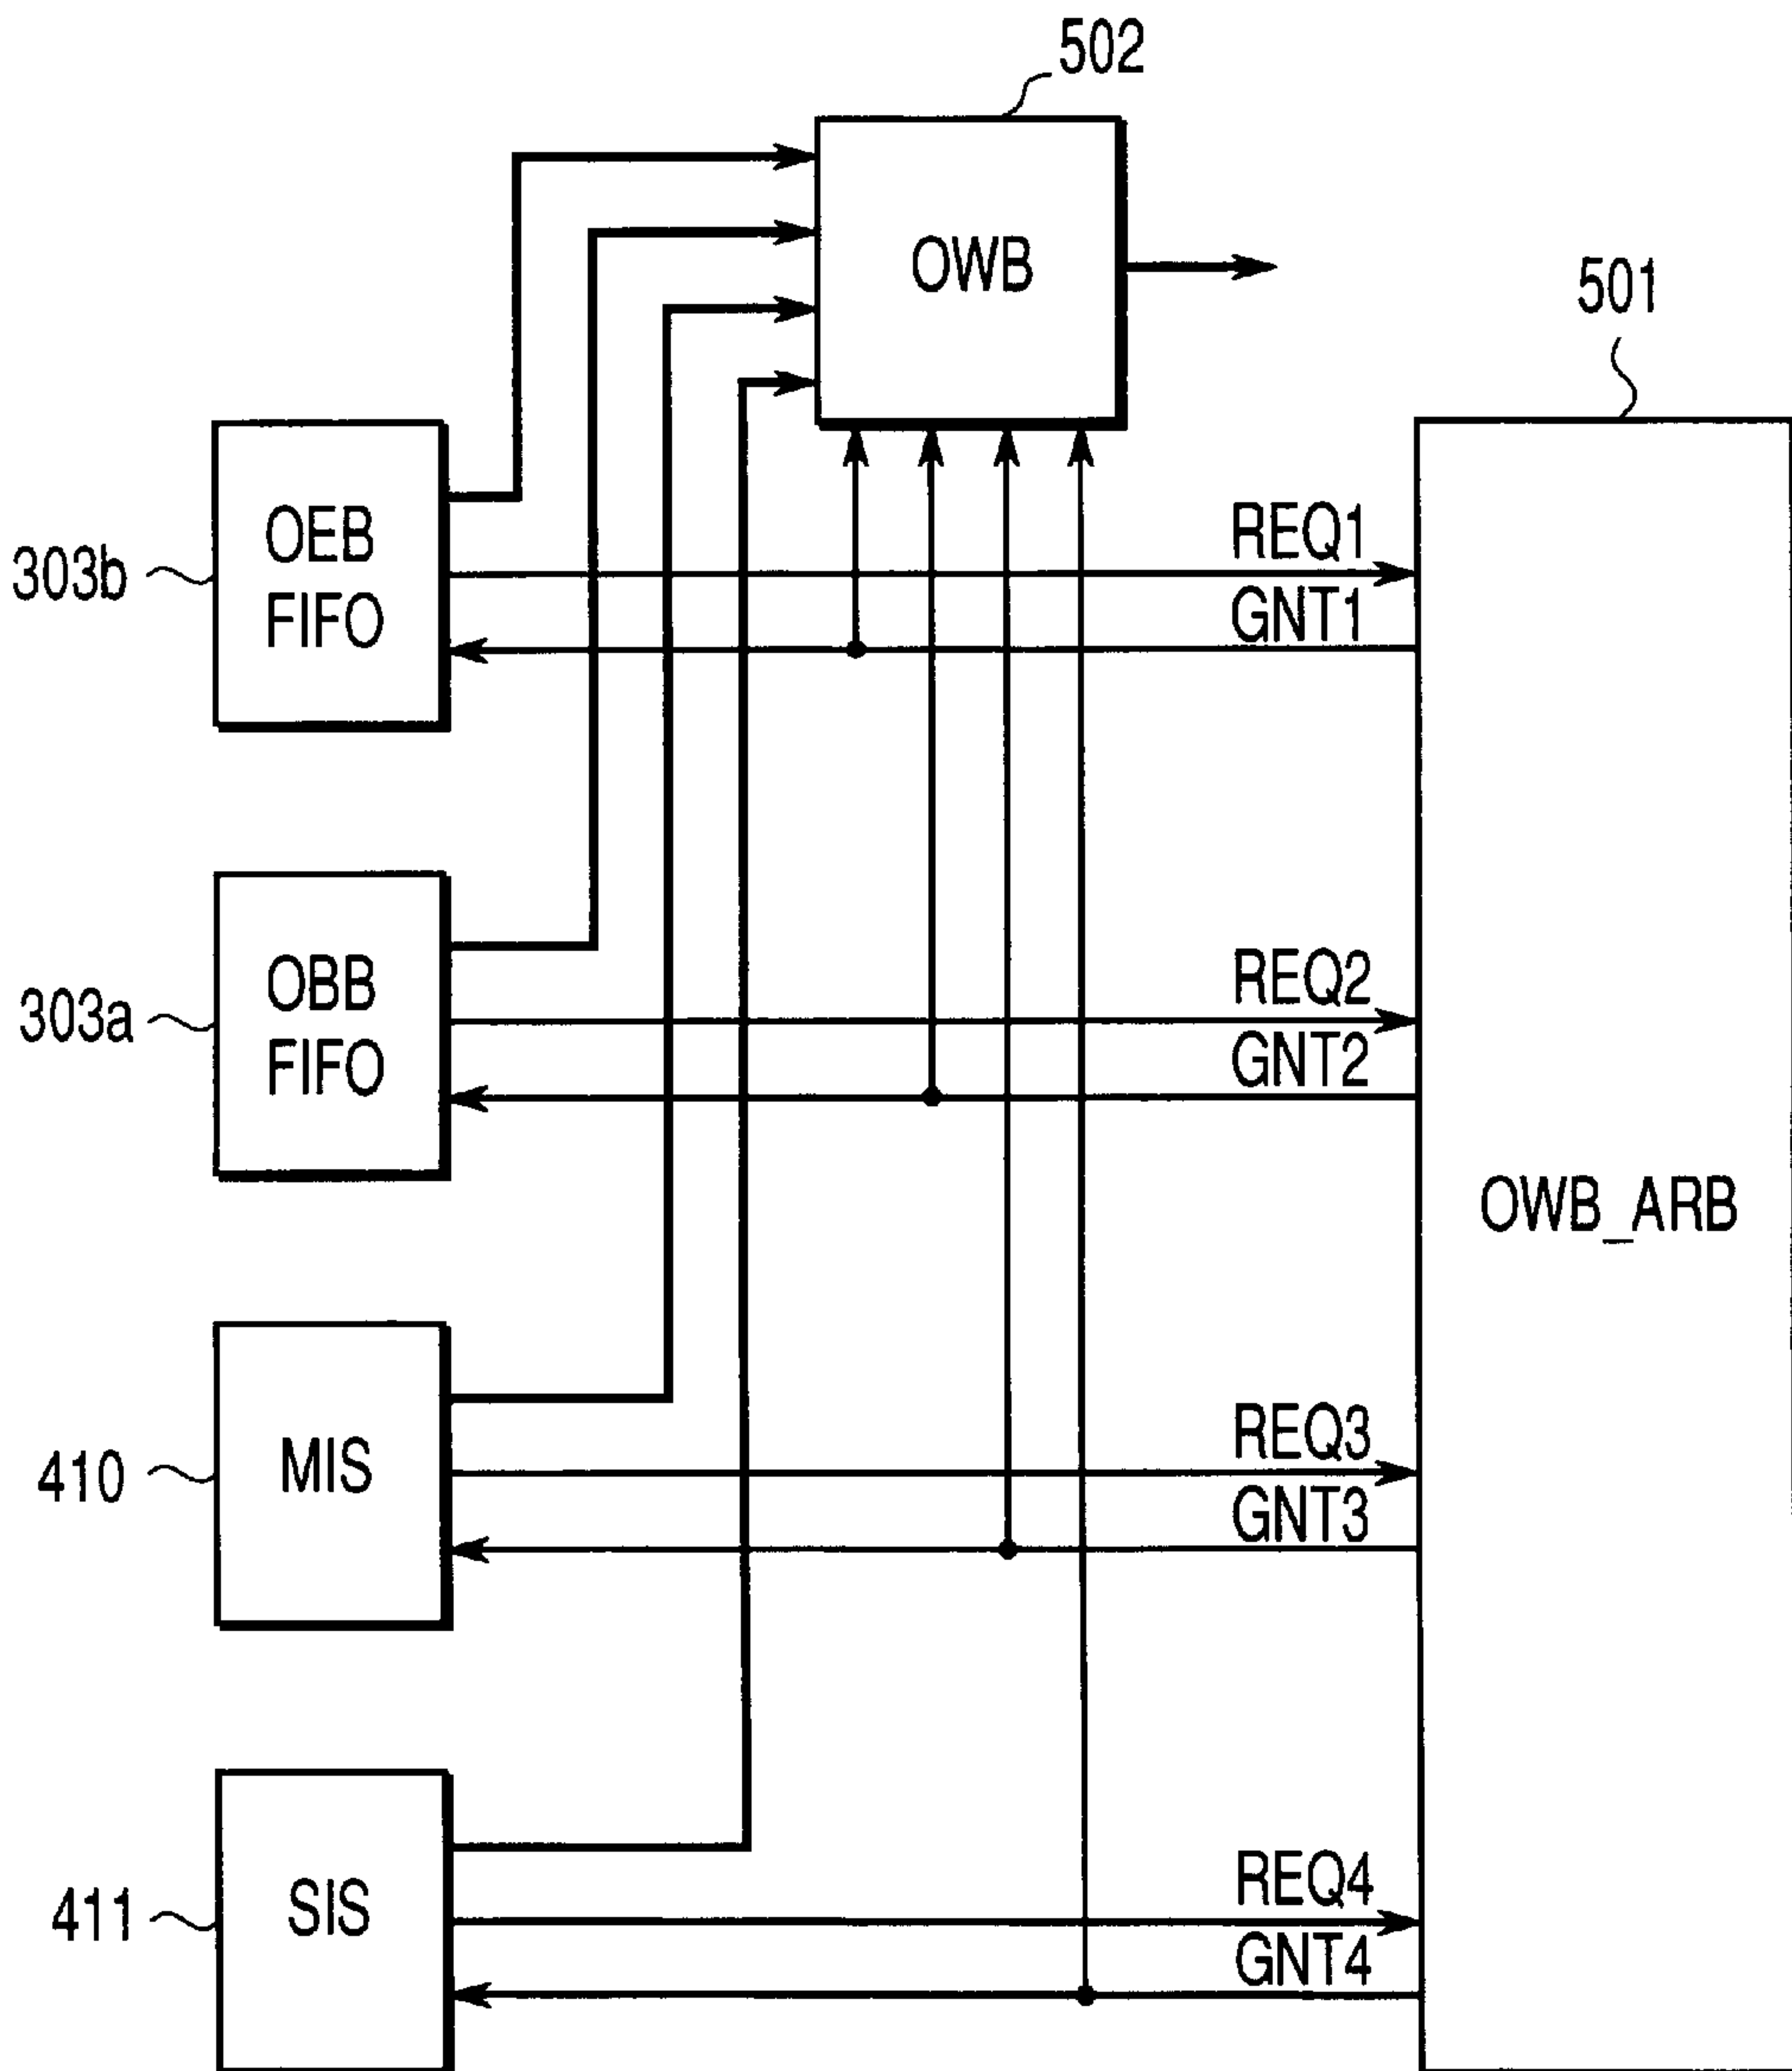 502
OWB
501
OEB
FIFO
303b
REQ1
GNT1
OBB
FIFO
303a
REQ2
GNT2
OWB_ARB
MIS
410
REQ3
GNT3
SIS
411
REQ4
GNT4